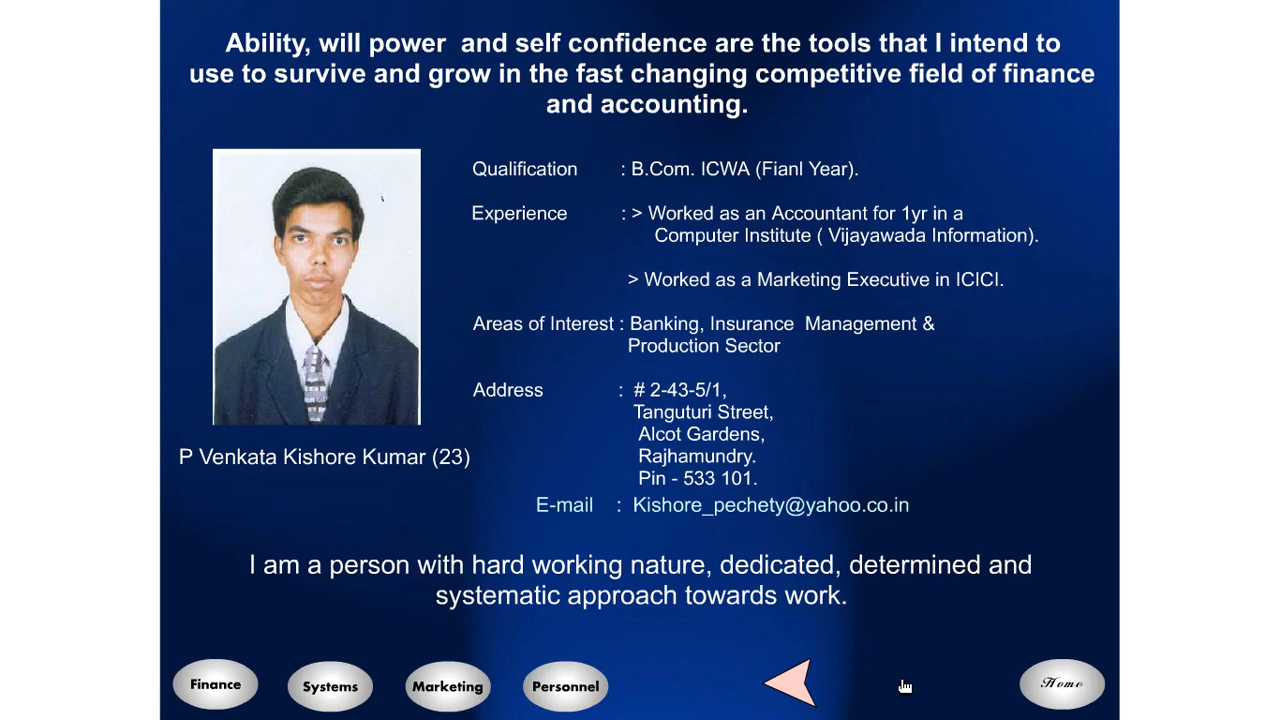 Ability, will power and self confidence are the tools that I intend to
use to survive and grow in the fast changing competitive field of finance
and accounting.
Qualification : B.Com. ICWA (Fianl Year).
Experience : > Worked as an Accountant for 1yr in a
Computer Institute ( Vijayawada Information).
> Worked as a Marketing Executive in ICICI.
Areas of Interest : Banking, Insurance Management &
Production Sector
Address : # 2-43-5/1,
Tanguturi Street,
Alcot Gardens,
Rajhamundry.
Pin - 533 101.
P Venkata Kishore Kumar (23)
E-mail : Kishore_pechety@yahoo.co.in
I am a person with hard working nature, dedicated, determined and
systematic approach towards work.
Finance Systems Marketing Personnel Home